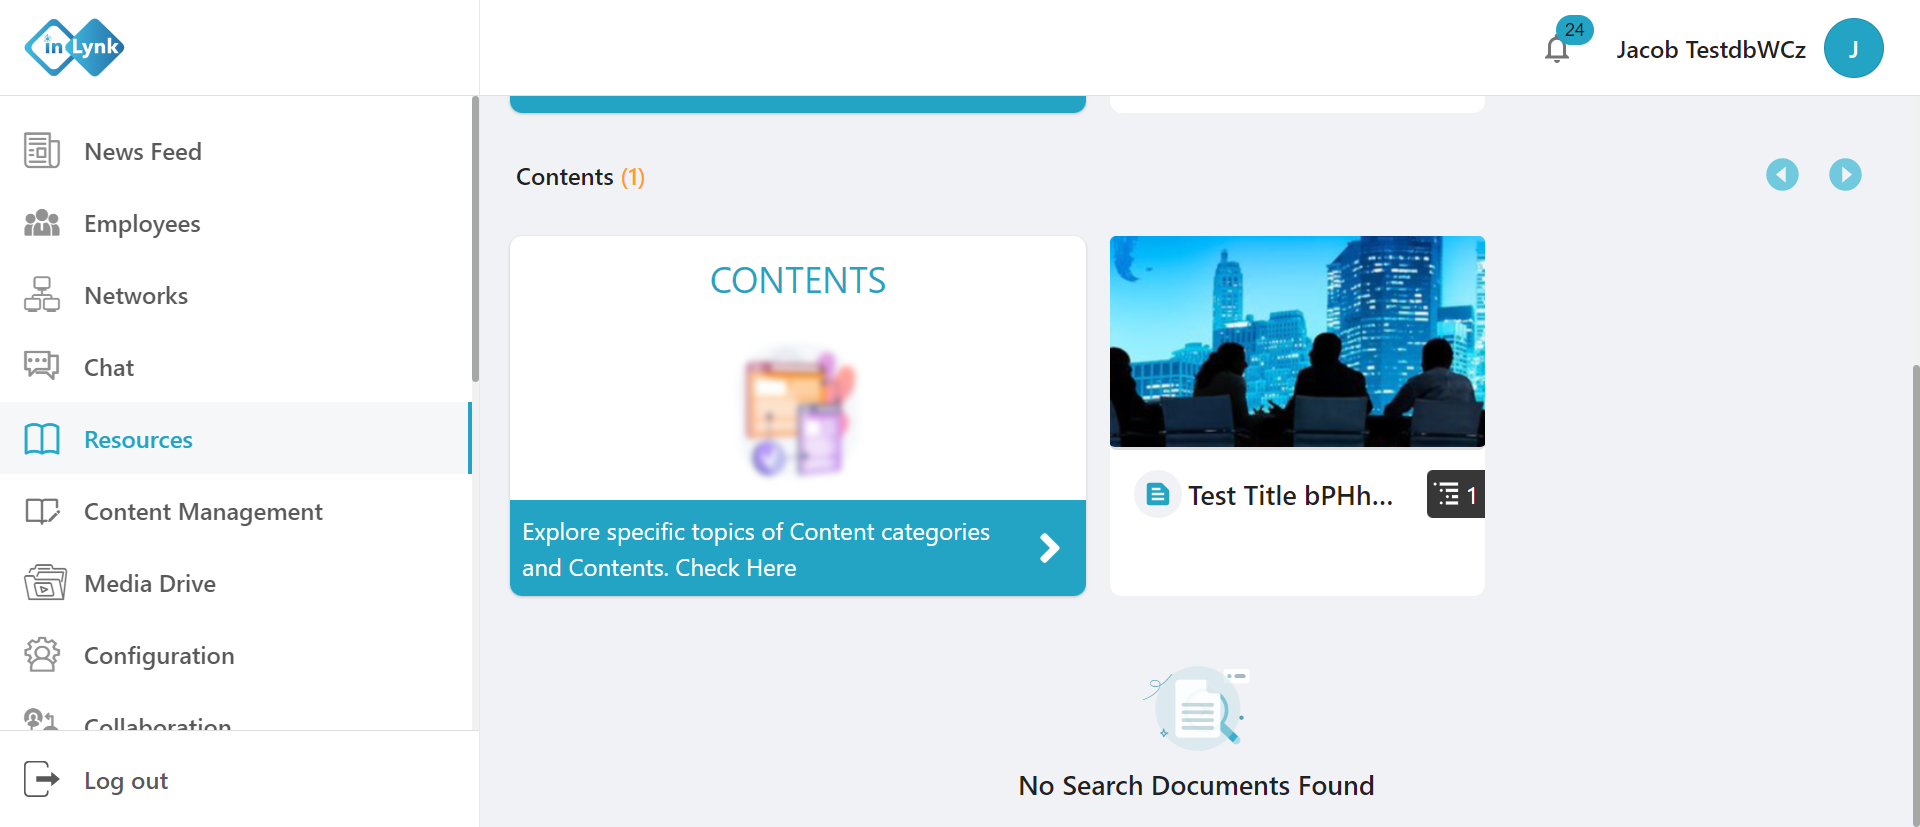 inLynk
24
Jacob TestdbWCz
J
News Feed
Employees
Networks
Chat
Resources
Content Management
Media Drive
Configuration
Collaboration
Log out
Contents (1)
CONTENTS
Explore specific topics of Content categories
and Contents. Check Here
Test Title bPHh...
1
No Search Documents Found